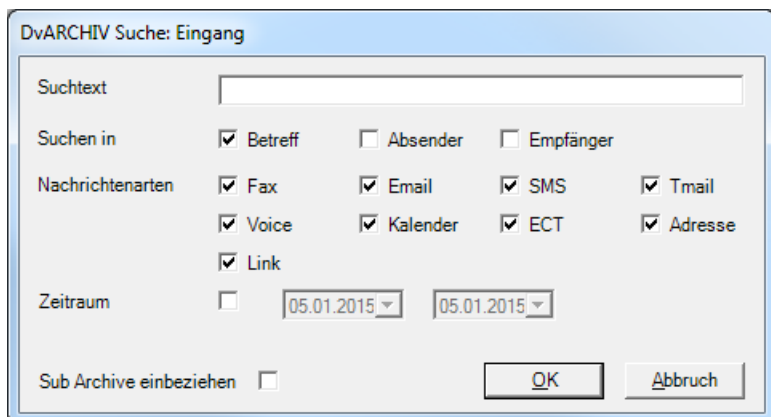 DvARCHIV Suche: Eingang
Suchtext
Suchen in Betreff Absender Empfänger
Nachrichtenarten Fax Email SMS Tmail
Voice Kalender ECT Adresse
Link
Zeitraum 05.01.2015 05.01.2015
Sub Archive einbeziehen OK Abbruch